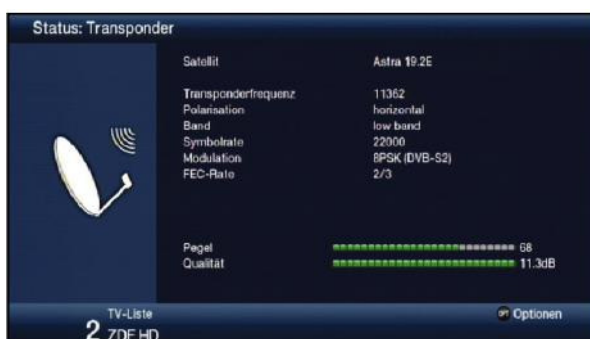 Status: Transponder
Satellit Astra 19.2E
Transponderfrequenz 11362
Polarisation horizontal
Band low band
Symbolrate 22000
Modulation 8PSK (DVB-S2)
FEC-Rate 2/3
Pegel 68
Qualität 11.3dB
TV-Liste
OPT Optionen
2 ZDF HD